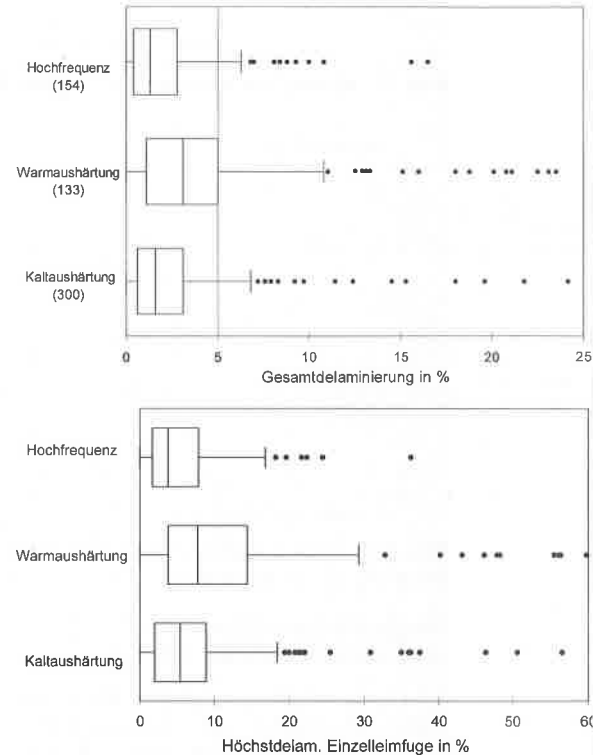 Hochfrequenz
(154)
Warmaushärtung
(133)
Kaltaushärtung
(300)
0 5 10 15 20 25
Gesamtdelaminierung in %
Hochfrequenz
Warmaushärtung
Kaltaushärtung
0 10 20 30 40 50 60
Höchstdelam. Einzelleimfuge in %